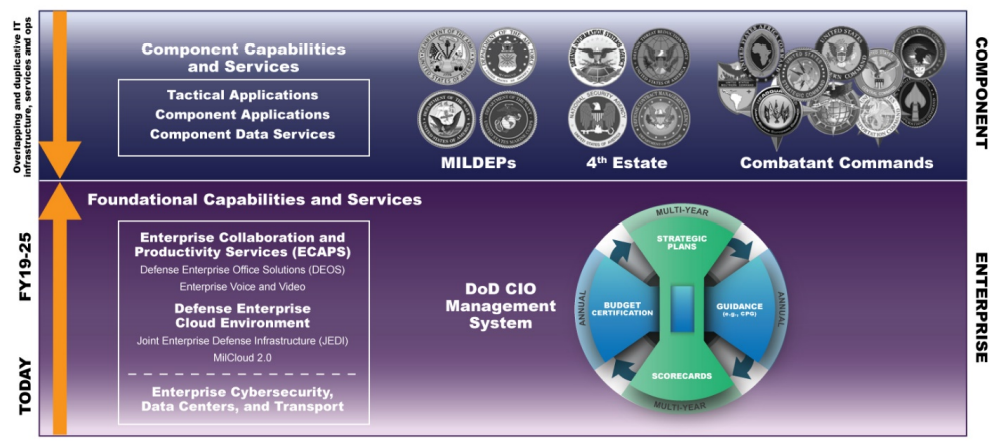 Overlapping and duplicative IT
infrastructure, services and ops
Component Capabilities
and Services
Tactical Applications
Component Applications
Component Data Services
MILDEPs
4th Estate
Combatant Commands
COMPONENT
Foundational Capabilities and Services
FY19-25
TODAY
Enterprise Collaboration and
Productivity Services (ECAPS)
Defense Enterprise Office Solutions (DEOS)
Enterprise Voice and Video
Defense Enterprise
Cloud Environment
Joint Enterprise Defense Infrastructure (JEDI)
MilCloud 2.0
Enterprise Cybersecurity,
Data Centers, and Transport
DoD CIO
Management
System
MULTI-YEAR
STRATEGIC
PLANS
ANNUAL
BUDGET
CERTIFICATION
GUIDANCE
(e.g., CPG)
ANNUAL
SCORECARDS
MULTI-YEAR
ENTERPRISE